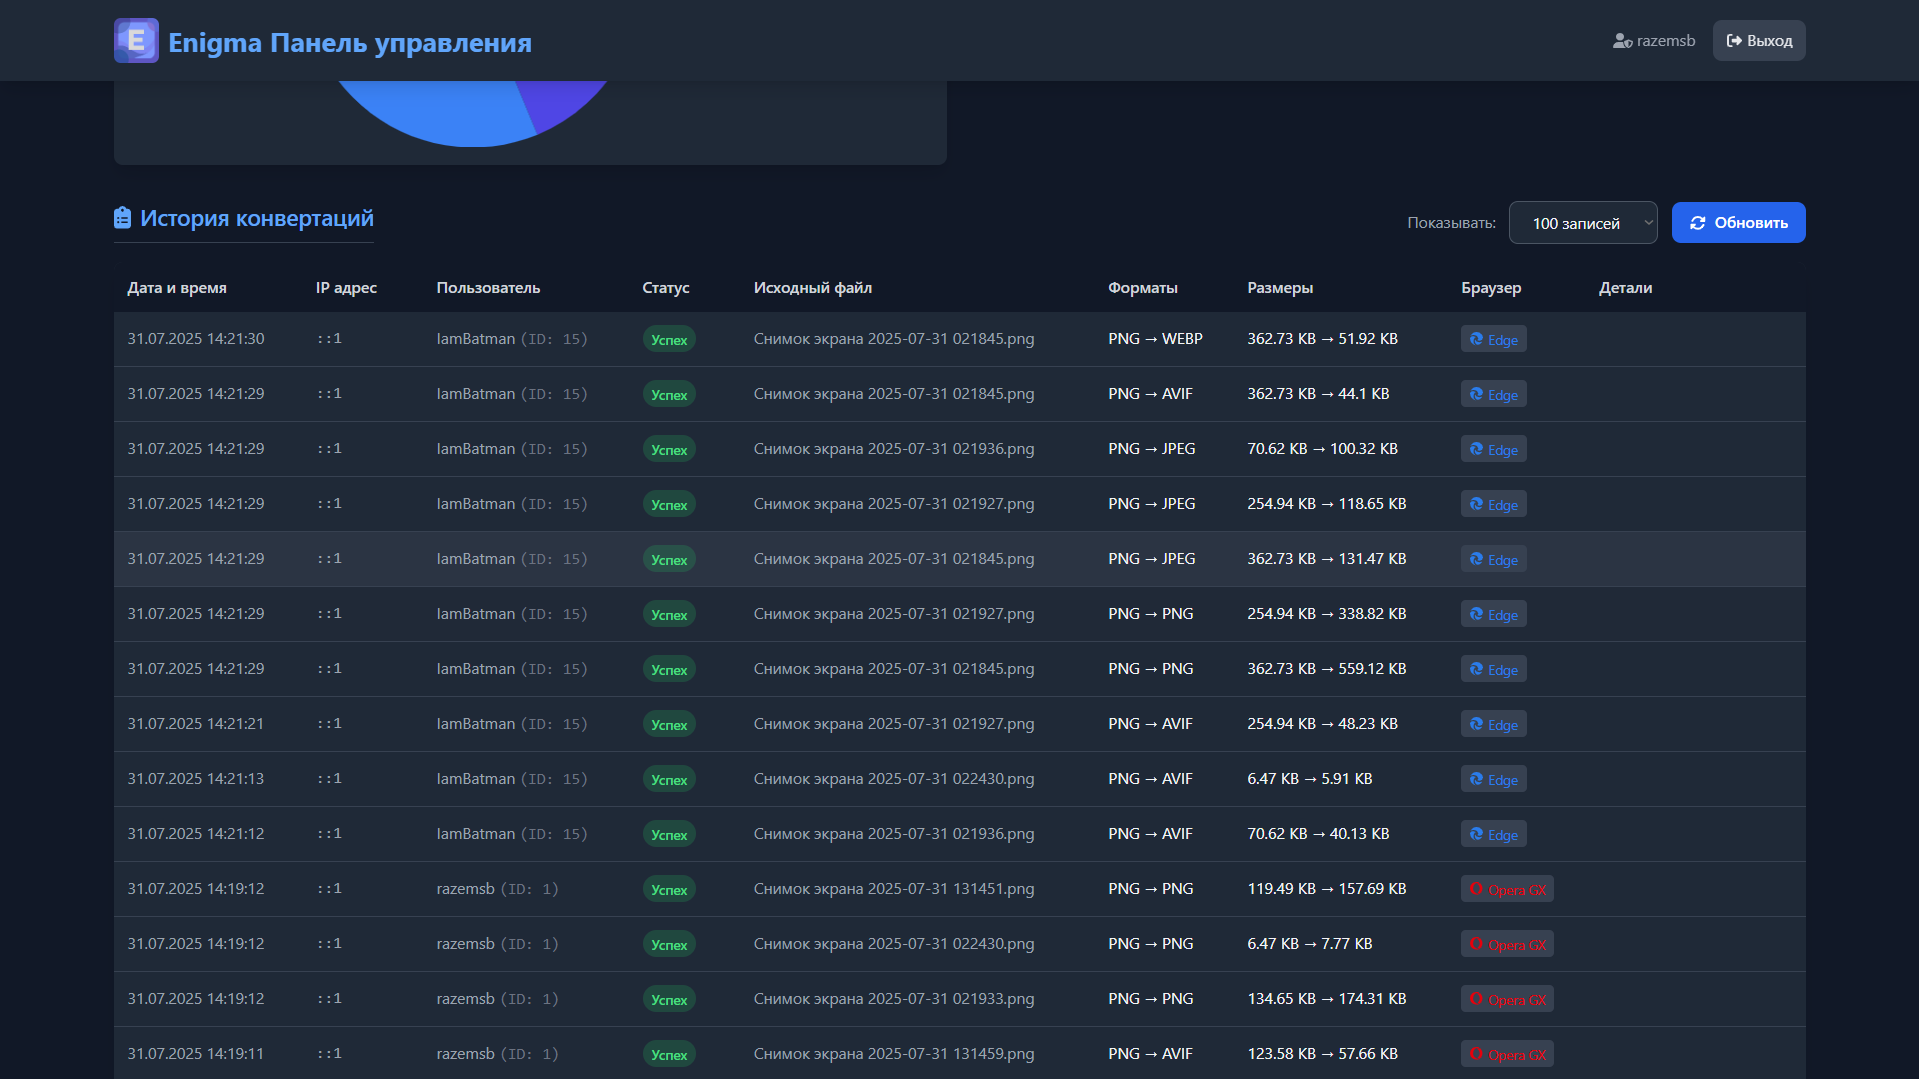 E Enigma Панель управления razemsb Выход
История конвертаций Показывать: 100 записей Обновить
Дата и время IP адрес Пользователь Статус Исходный файл Форматы Размеры Браузер Детали
31.07.2025 14:21:30 ::1 IamBatman (ID: 15) Успех Снимок экрана 2025-07-31 021845.png PNG → WEBP 362.73 KB → 51.92 KB Edge
31.07.2025 14:21:29 ::1 IamBatman (ID: 15) Успех Снимок экрана 2025-07-31 021845.png PNG → AVIF 362.73 KB → 44.1 KB Edge
31.07.2025 14:21:29 ::1 IamBatman (ID: 15) Успех Снимок экрана 2025-07-31 021936.png PNG → JPEG 70.62 KB → 100.32 KB Edge
31.07.2025 14:21:29 ::1 IamBatman (ID: 15) Успех Снимок экрана 2025-07-31 021927.png PNG → JPEG 254.94 KB → 118.65 KB Edge
31.07.2025 14:21:29 ::1 IamBatman (ID: 15) Успех Снимок экрана 2025-07-31 021845.png PNG → JPEG 362.73 KB → 131.47 KB Edge
31.07.2025 14:21:29 ::1 IamBatman (ID: 15) Успех Снимок экрана 2025-07-31 021927.png PNG → PNG 254.94 KB → 338.82 KB Edge
31.07.2025 14:21:29 ::1 IamBatman (ID: 15) Успех Снимок экрана 2025-07-31 021845.png PNG → PNG 362.73 KB → 559.12 KB Edge
31.07.2025 14:21:21 ::1 IamBatman (ID: 15) Успех Снимок экрана 2025-07-31 021927.png PNG → AVIF 254.94 KB → 48.23 KB Edge
31.07.2025 14:21:13 ::1 IamBatman (ID: 15) Успех Снимок экрана 2025-07-31 022430.png PNG → AVIF 6.47 KB → 5.91 KB Edge
31.07.2025 14:21:12 ::1 IamBatman (ID: 15) Успех Снимок экрана 2025-07-31 021936.png PNG → AVIF 70.62 KB → 40.13 KB Edge
31.07.2025 14:19:12 ::1 razemsb (ID: 1) Успех Снимок экрана 2025-07-31 131451.png PNG → PNG 119.49 KB → 157.69 KB Opera GX
31.07.2025 14:19:12 ::1 razemsb (ID: 1) Успех Снимок экрана 2025-07-31 022430.png PNG → PNG 6.47 KB → 7.77 KB Opera GX
31.07.2025 14:19:12 ::1 razemsb (ID: 1) Успех Снимок экрана 2025-07-31 021933.png PNG → PNG 134.65 KB → 174.31 KB Opera GX
31.07.2025 14:19:11 ::1 razemsb (ID: 1) Успех Снимок экрана 2025-07-31 131459.png PNG → AVIF 123.58 KB → 57.66 KB Opera GX